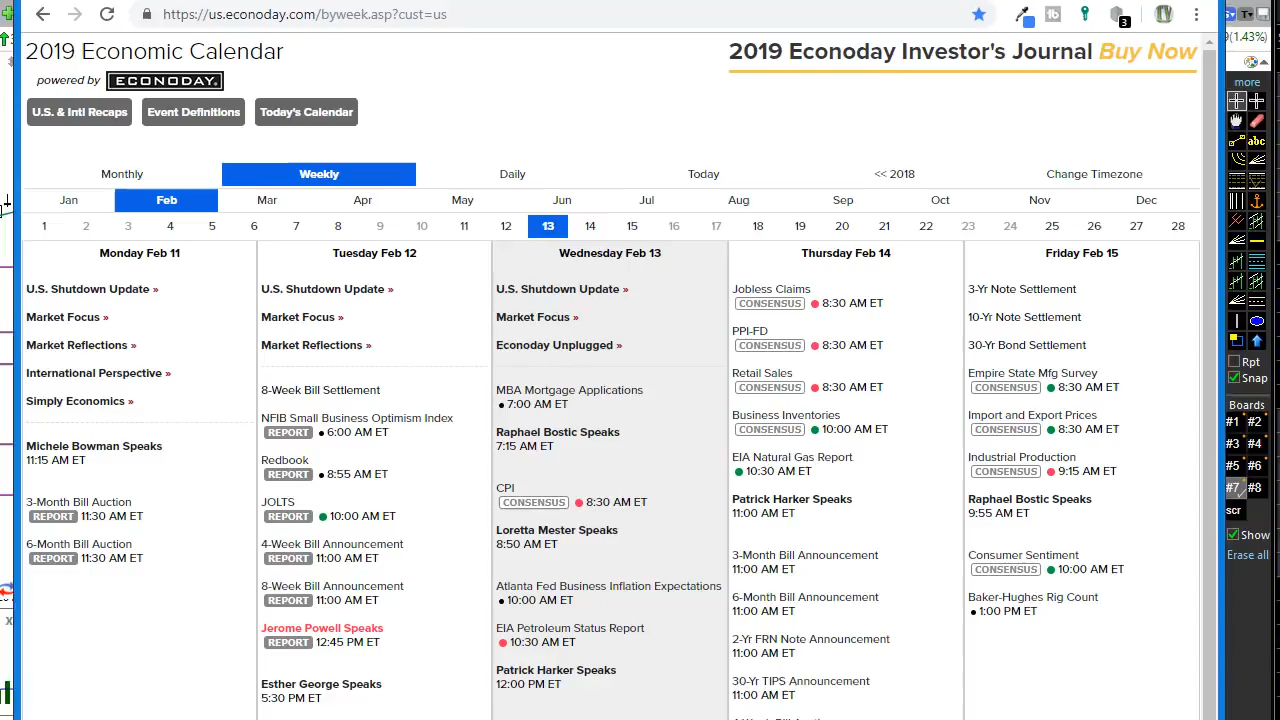 https://us.econoday.com/byweek.asp?cust=us
3
9(1.43%)
2019 Economic Calendar
powered by ECONODAY.
2019 Econoday Investor's Journal Buy Now
U.S. & Intl Recaps
Event Definitions
Today's Calendar
Monthly
Weekly
Daily
Today
<< 2018
Change Timezone
Jan Feb Mar Apr May Jun Jul Aug Sep Oct Nov Dec
1 2 3 4 5 6 7 8 9 10 11 12 13 14 15 16 17 18 19 20 21 22 23 24 25 26 27 28
Monday Feb 11
U.S. Shutdown Update »
Market Focus »
Market Reflections »
International Perspective »
Simply Economics »
Michele Bowman Speaks
11:15 AM ET
3-Month Bill Auction
REPORT 11:30 AM ET
6-Month Bill Auction
REPORT 11:30 AM ET
Tuesday Feb 12
U.S. Shutdown Update »
Market Focus »
Market Reflections »
8-Week Bill Settlement
NFIB Small Business Optimism Index
REPORT 6:00 AM ET
Redbook
REPORT 8:55 AM ET
JOLTS
REPORT 10:00 AM ET
4-Week Bill Announcement
REPORT 11:00 AM ET
8-Week Bill Announcement
REPORT 11:00 AM ET
Jerome Powell Speaks
REPORT 12:45 PM ET
Esther George Speaks
5:30 PM ET
Wednesday Feb 13
U.S. Shutdown Update »
Market Focus »
Econoday Unplugged »
MBA Mortgage Applications
7:00 AM ET
Raphael Bostic Speaks
7:15 AM ET
CPI
CONSENSUS 8:30 AM ET
Loretta Mester Speaks
8:50 AM ET
Atlanta Fed Business Inflation Expectations
10:00 AM ET
EIA Petroleum Status Report
10:30 AM ET
Patrick Harker Speaks
12:00 PM ET
Thursday Feb 14
Jobless Claims
CONSENSUS 8:30 AM ET
PPI-FD
CONSENSUS 8:30 AM ET
Retail Sales
CONSENSUS 8:30 AM ET
Business Inventories
CONSENSUS 10:00 AM ET
EIA Natural Gas Report
10:30 AM ET
Patrick Harker Speaks
11:00 AM ET
3-Month Bill Announcement
11:00 AM ET
6-Month Bill Announcement
11:00 AM ET
2-Yr FRN Note Announcement
11:00 AM ET
30-Yr TIPS Announcement
11:00 AM ET
Friday Feb 15
3-Yr Note Settlement
10-Yr Note Settlement
30-Yr Bond Settlement
Empire State Mfg Survey
CONSENSUS 8:30 AM ET
Import and Export Prices
CONSENSUS 8:30 AM ET
Industrial Production
CONSENSUS 9:15 AM ET
Raphael Bostic Speaks
9:55 AM ET
Consumer Sentiment
CONSENSUS 10:00 AM ET
Baker-Hughes Rig Count
1:00 PM ET
more
abc
Rpt
Snap
Boards
#1 #2
#3 #4
#5 #6
#7 #8
scr
Show
Erase all